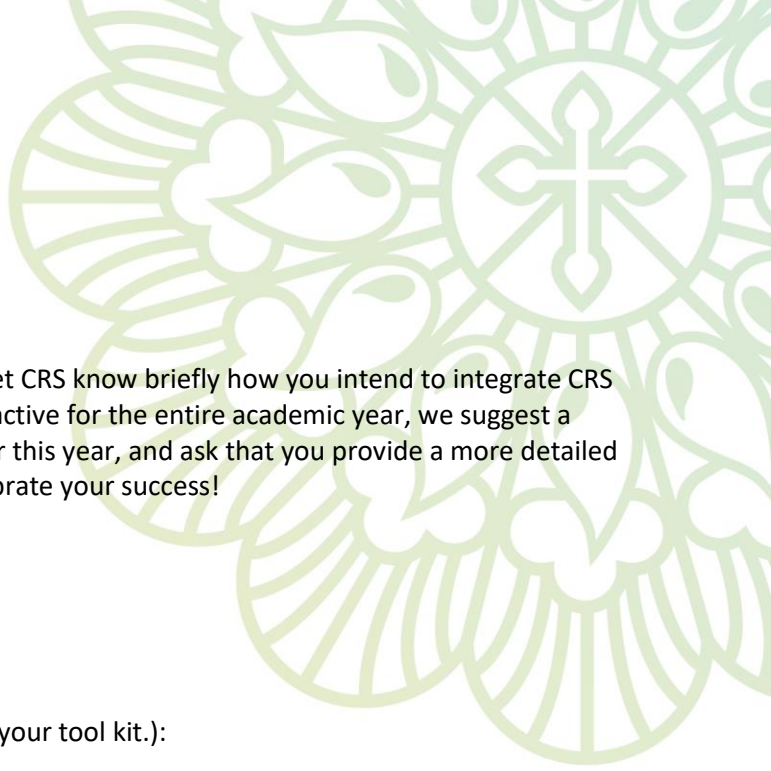 et CRS know briefly how you intend to integrate CRS
active for the entire academic year, we suggest a
r this year, and ask that you provide a more detailed
brate your success!
your tool kit.):